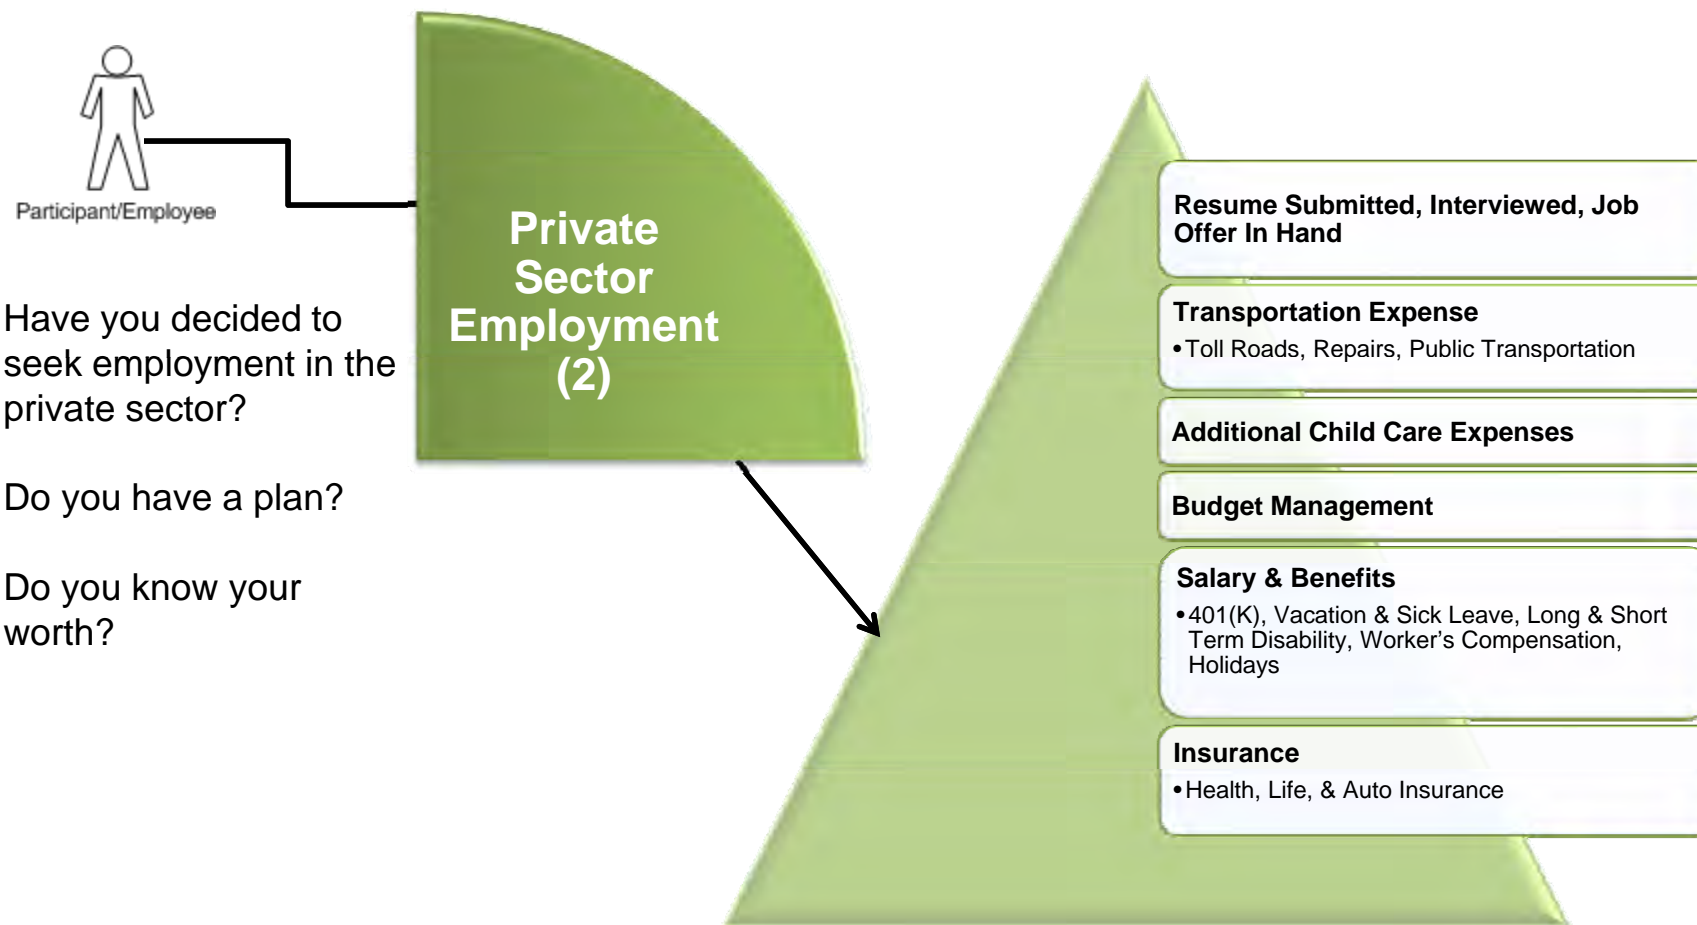 Participant/Employee
Have you decided to
seek employment in the
private sector?
Do you have a plan?
Do you know your
worth?
Private
Sector
Employment
(2)
Resume Submitted, Interviewed, Job
Offer In Hand
Transportation Expense
•Toll Roads, Repairs, Public Transportation
Additional Child Care Expenses
Budget Management
Salary & Benefits
•401(K), Vacation & Sick Leave, Long & Short
Term Disability, Worker's Compensation,
Holidays
Insurance
•Health, Life, & Auto Insurance